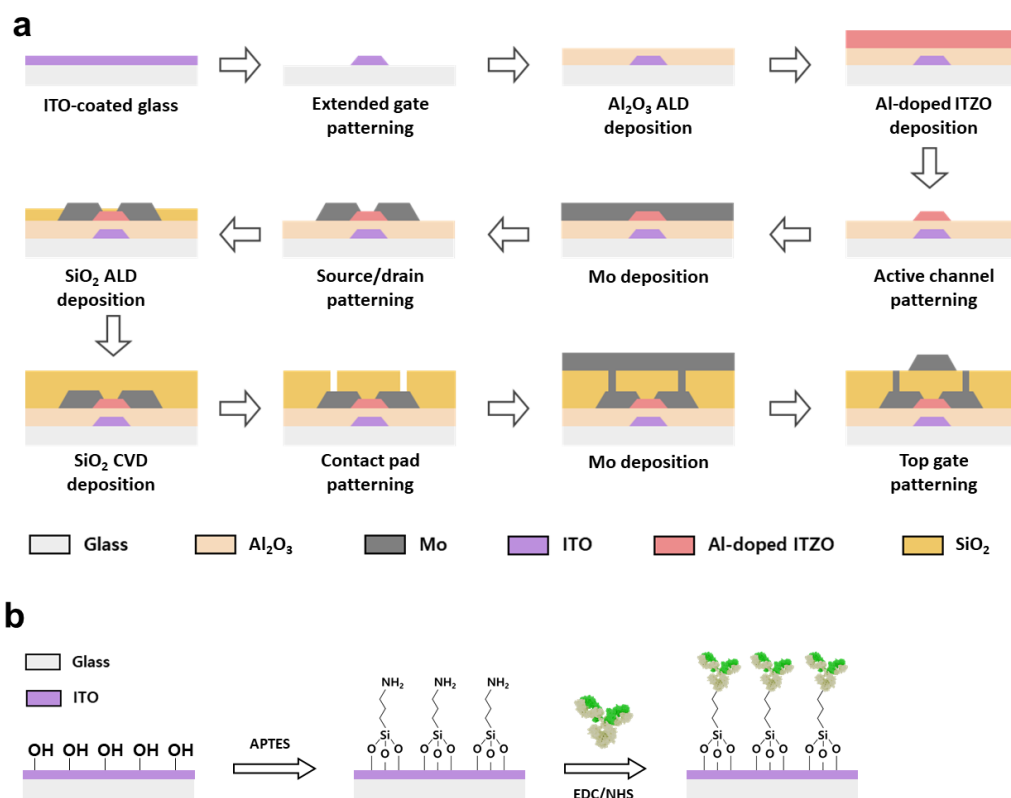 a
ITO-coated glass
Extended gate
patterning
Al₂O₃ ALD
deposition
Al-doped ITZO
deposition
SiO₂ ALD
deposition
Source/drain
patterning
Mo deposition
Active channel
patterning
SiO₂ CVD
deposition
Contact pad
patterning
Mo deposition
Top gate
patterning
Glass
Al₂O₃
Mo
ITO
Al-doped ITZO
SiO₂
b
Glass
ITO
OH OH OH OH OH
APTES
NH₂ NH₂ NH₂
Si Si Si
O O O O O O O O O
EDC/NHS
Si Si Si
O O O O O O O O O